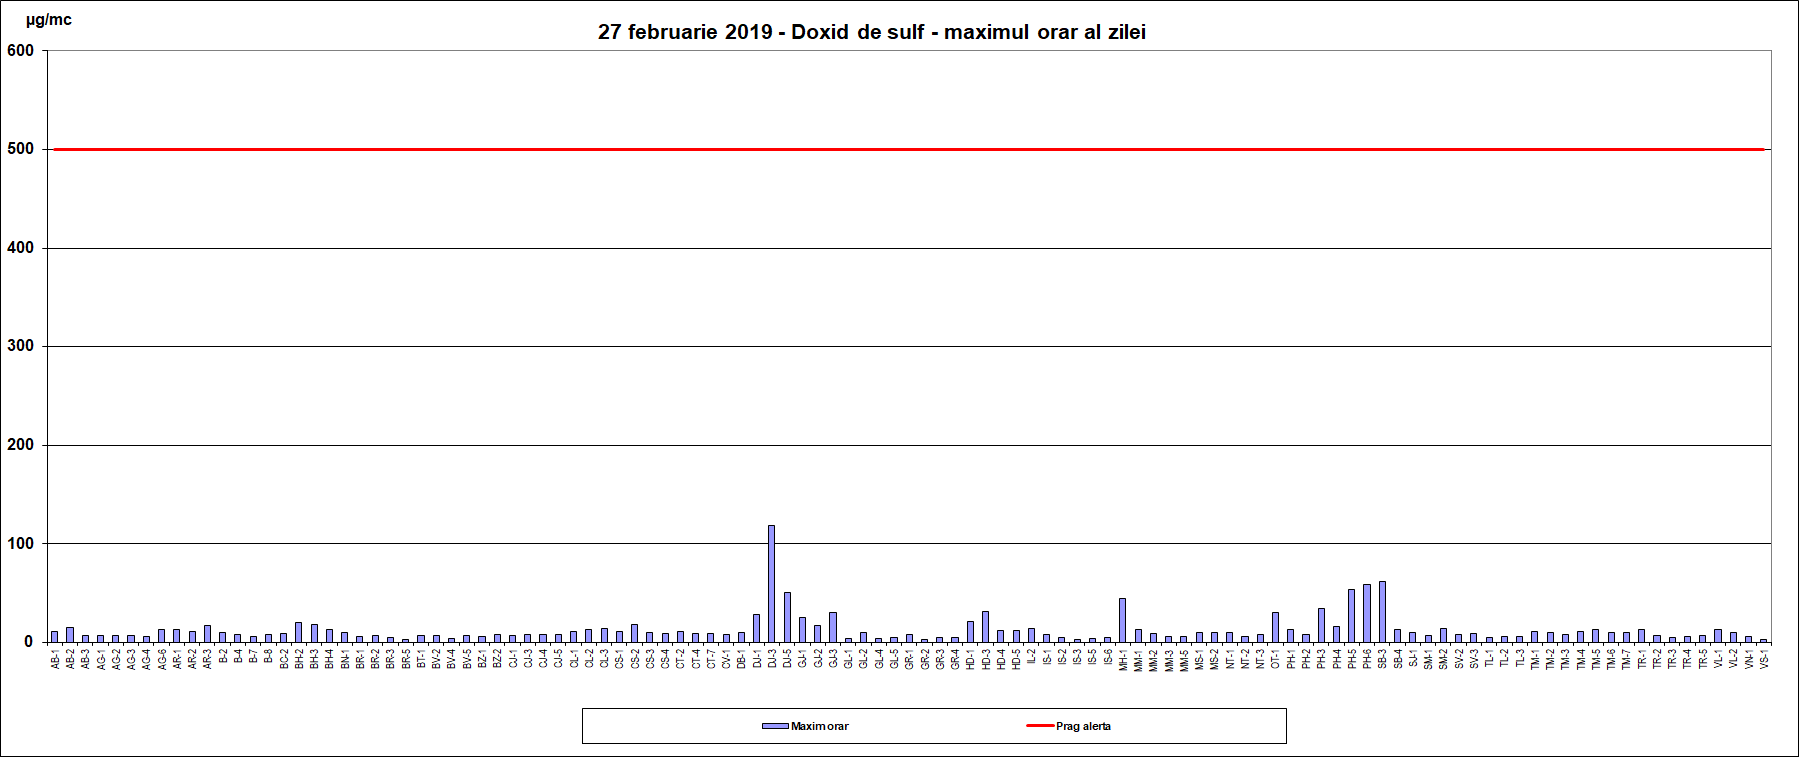 µg/mc
27 februarie 2019 - Doxid de sulf - maximul orar al zilei
600
500
400
300
200
100
0
AB-1 AB-2 AB-3 AG-1 AG-2 AG-3 AG-4 AG-6 AR-1 AR-2 AR-3 B-2 B-4 B-7 B-8 BC-2 BH-2 BH-3 BH-4 BN-1 BR-1 BR-2 BR-3 BR-5 BT-1 BV-2 BV-4 BV-5 BZ-1 BZ-2 CJ-1 CJ-3 CJ-4 CJ-5 CL-1 CL-2 CL-3 CS-1 CS-2 CS-3 CS-4 CT-2 CT-4 CT-7 CV-1 DB-1 DJ-1 DJ-3 DJ-5 GJ-1 GJ-2 GJ-3 GL-1 GL-2 GL-4 GL-5 GR-1 GR-2 GR-3 GR-4 HD-1 HD-3 HD-4 HD-5 IL-2 IS-1 IS-2 IS-3 IS-5 IS-6 MH-1 MM-1 MM-2 MM-3 MM-5 MS-1 MS-2 NT-1 NT-2 NT-3 OT-1 PH-1 PH-2 PH-3 PH-4 PH-5 PH-6 SB-3 SB-4 SJ-1 SM-1 SM-2 SV-2 SV-3 TL-1 TL-2 TL-3 TM-1 TM-2 TM-3 TM-4 TM-5 TM-6 TM-7 TR-1 TR-2 TR-3 TR-4 TR-5 VL-1 VL-2 VN-1 VS-1
Maxim orar Prag alerta